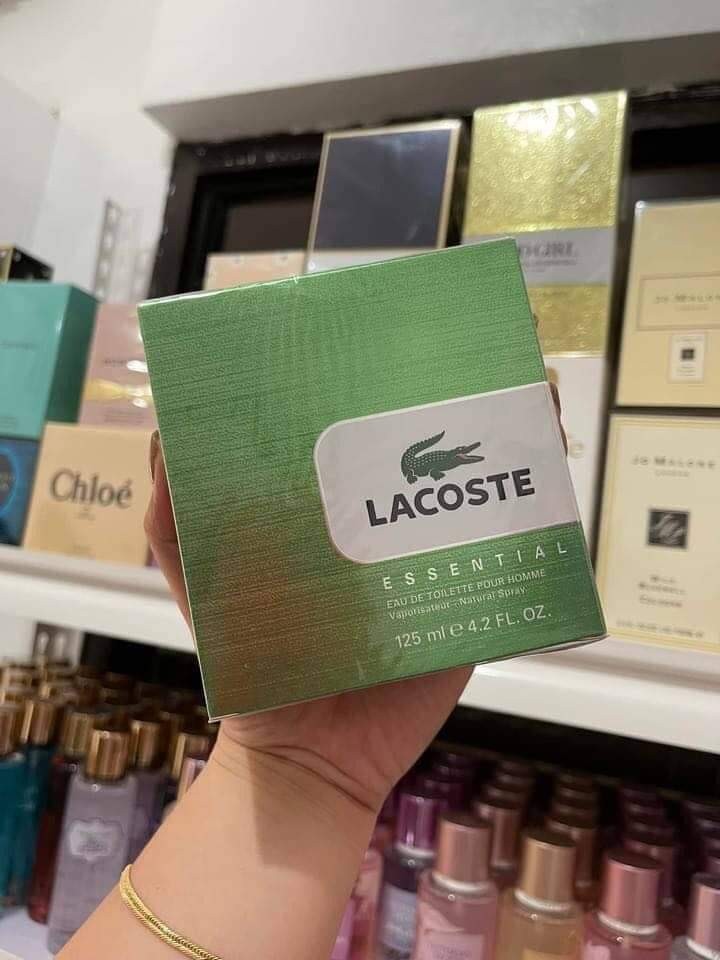 Chloé
JO MALONE
LONDON
JO MALONE
LONDON
LACOSTE
ESSENTIAL
EAU DE TOILETTE POUR HOMME
Vaporisateur - Natural Spray
125 ml e 4.2 FL. OZ.